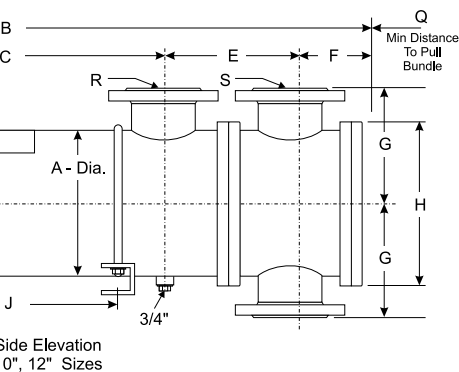 B
Q
Min Distance
To Pull
Bundle
C
E
F
R
S
A - Dia.
G
H
G
J
3/4"
Side Elevation
0", 12" Sizes